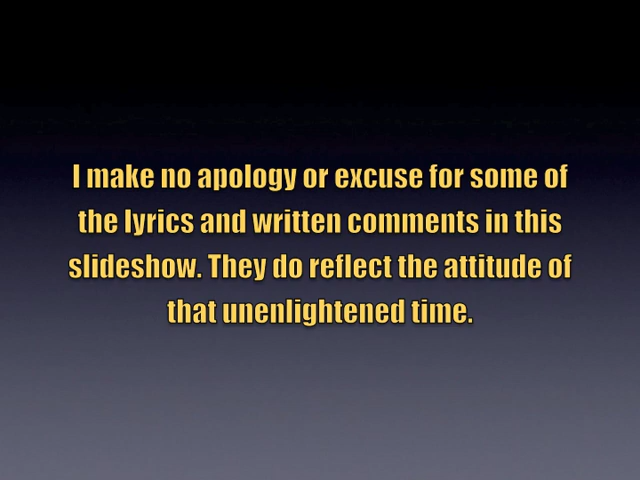 I make no apology or excuse for some of
the lyrics and written comments in this
slideshow. They do reflect the attitude of
that unenlightened time.